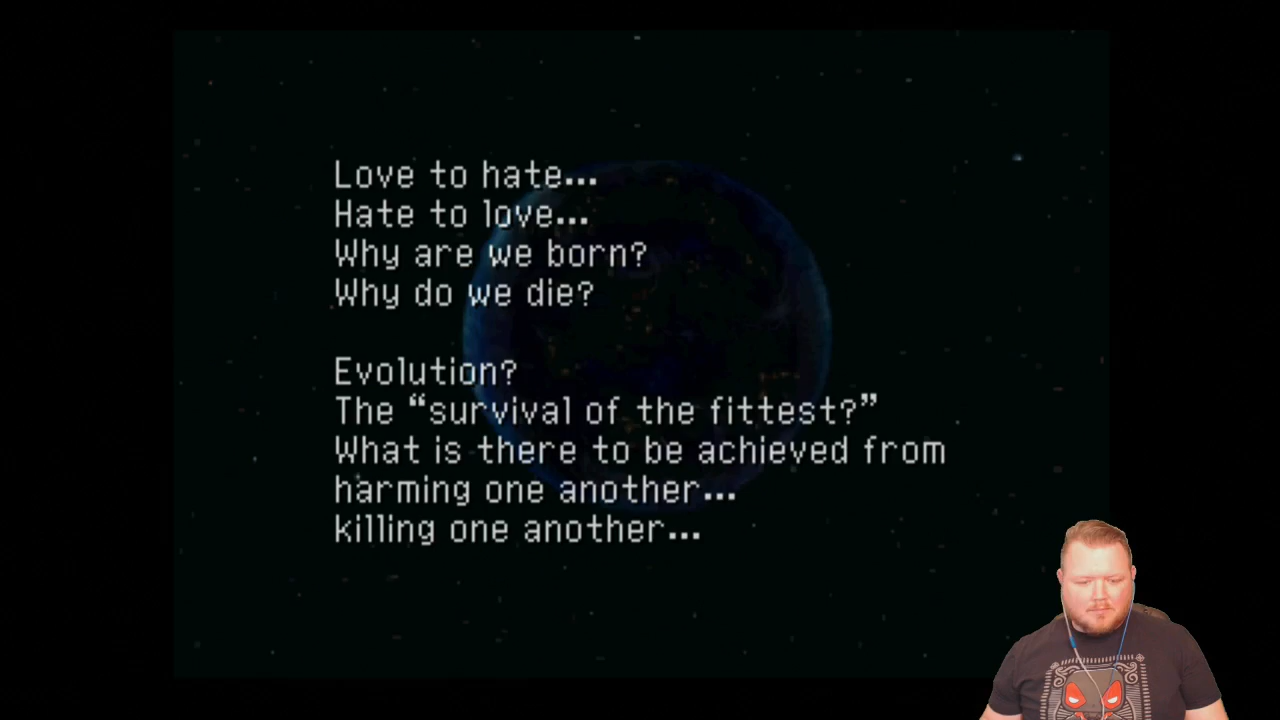 Love to hate...
Hate to love...
Why are we born?
Why do we die?
Evolution?
The “survival of the fittest?”
What is there to be achieved from
harming one another...
killing one another...